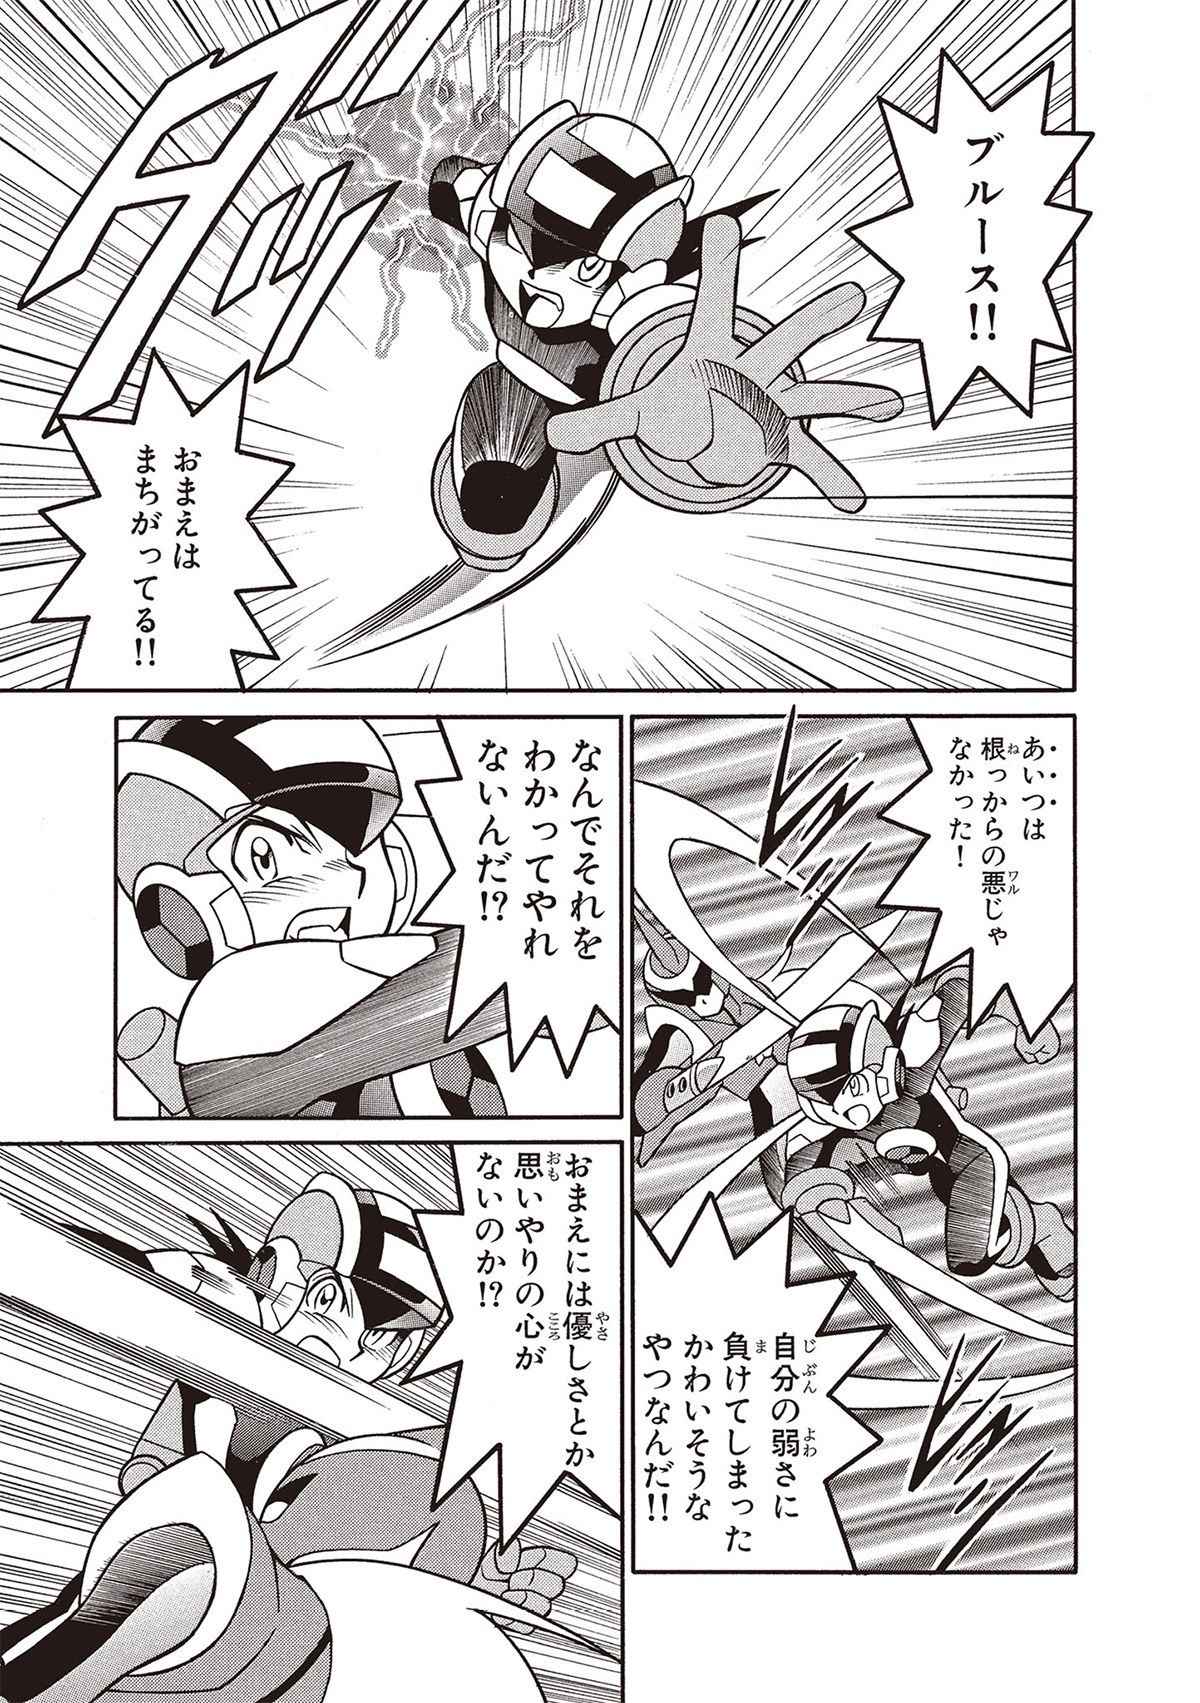 ブルース!!
ダッ
おまえは
まちがってる!!
あいつは
根っからの悪じゃ
なかった!
自分の弱さに
負けてしまった
かわいそうな
やつなんだ!!
なんでそれを
わかってやれ
ないんだ!?
おまえには優しさとか
思いやりの心が
ないのか!?